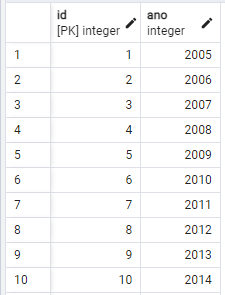 id ano
[PK] integer integer
1 1 2005
2 2 2006
3 3 2007
4 4 2008
5 5 2009
6 6 2010
7 7 2011
8 8 2012
9 9 2013
10 10 2014